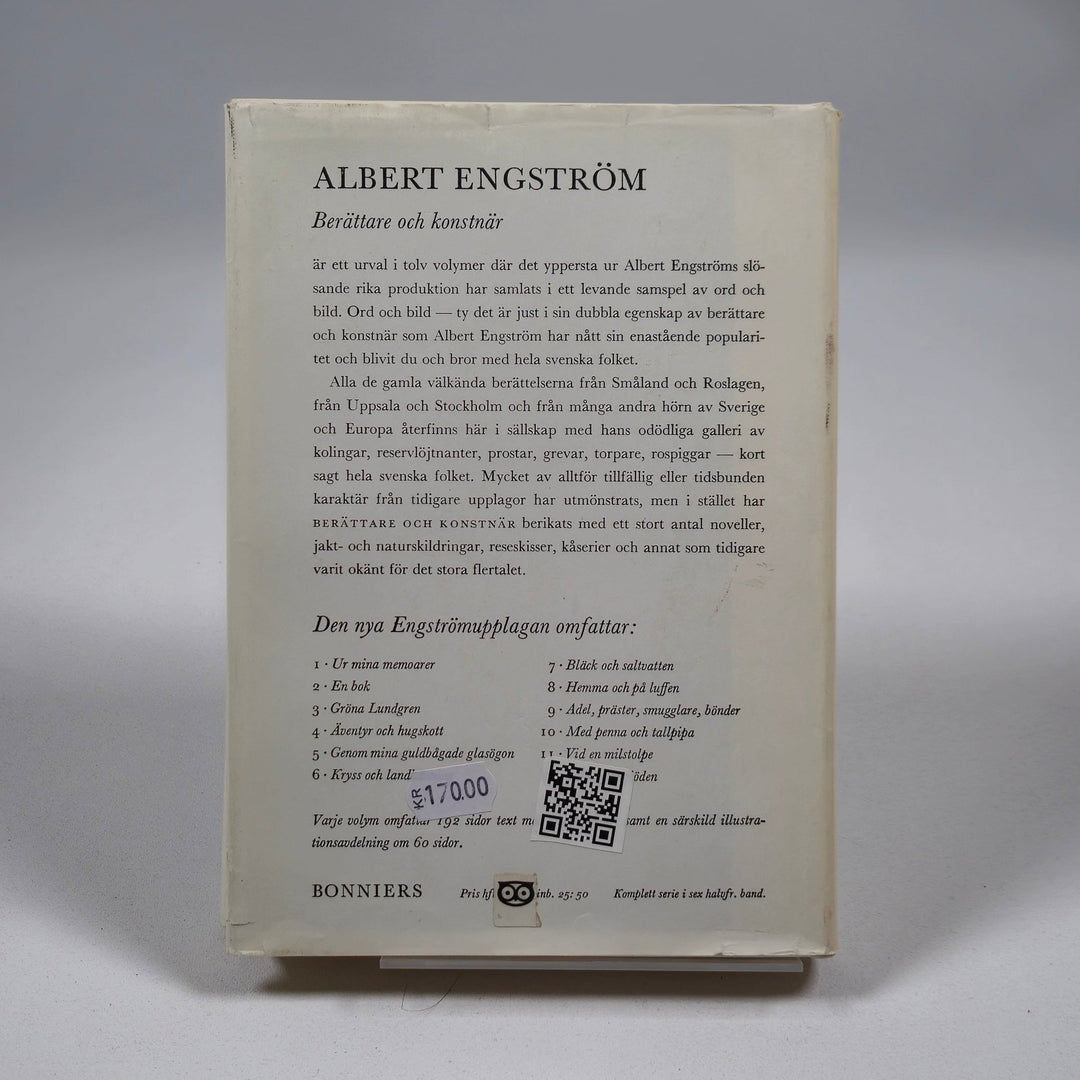 ALBERT ENGSTRÖM
Berättare och konstnär
är ett urval i tolv volymer där det yppersta ur Albert Engströms slö-
sande rika produktion har samlats i ett levande samspel av ord och
bild. Ord och bild — ty det är just i sin dubbla egenskap av berättare
och konstnär som Albert Engström har nått sin enastående populari-
tet och blivit du och bror med hela svenska folket.
Alla de gamla välkända berättelserna från Småland och Roslagen,
från Uppsala och Stockholm och från många andra hörn av Sverige
och Europa återfinns här i sällskap med hans odödliga galleri av
kolingar, reservlöjtnanter, prostar, grevar, torpare, rospiggar — kort
sagt hela svenska folket. Mycket av alltför tillfällig eller tidsbunden
karaktär från tidigare upplagor har utmönstrats, men i stället har
BERÄTTARE OCH KONSTNÄR berikats med ett stort antal noveller,
jakt- och naturskildringar, reseskisser, kåserier och annat som tidigare
varit okänt för det stora flertalet.
Den nya Engströmupplagan omfattar:
1 · Ur mina memoarer
2 · En bok
3 · Gröna Lundgren
4 · Äventyr och hugskott
5 · Genom mina guldbågade glasögon
6 · Kryss och
7 · Bläck och saltvatten
8 · Hemma och på luffen
9 · Adel, präster, smugglare, bönder
10 · Med penna och tallpipa
11 · Vid en milstolpe
KR 170.00
Varje volym 192 sidor text samt en särskild illustra-
tionsavdelning om 60 sidor.
BONNIERS Pris inb. 25: 50 Komplett serie i sex halvfr. band.